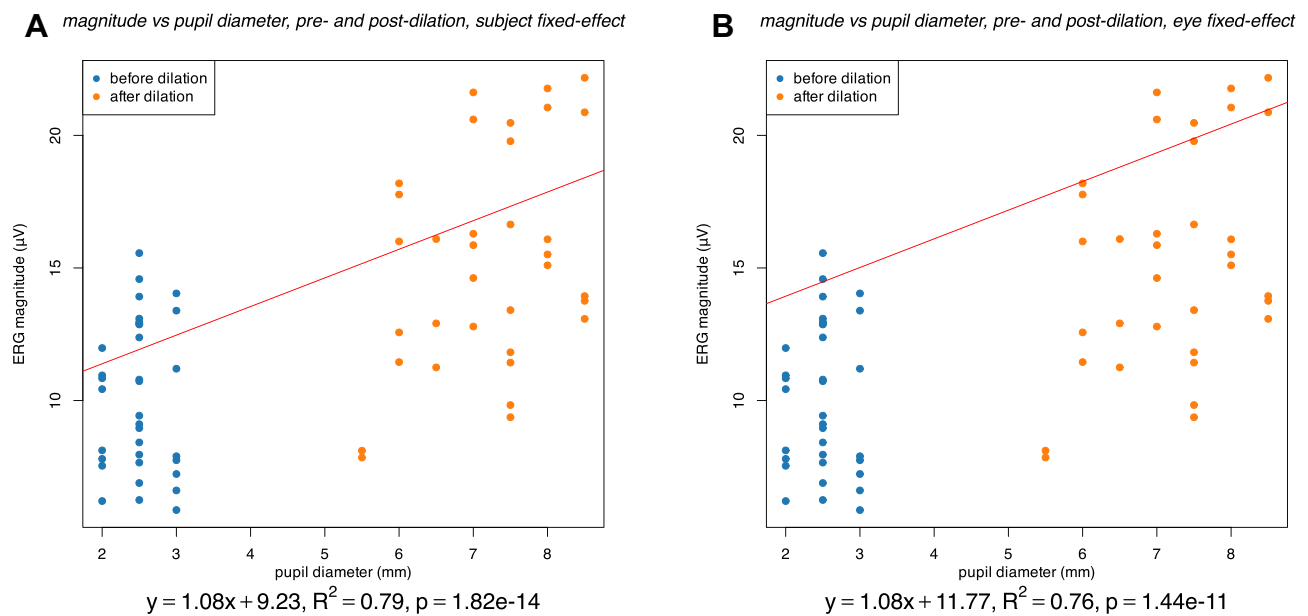 A magnitude vs pupil diameter, pre- and post-dilation, subject fixed-effect
before dilation
after dilation
20
15
10
ERG magnitude (µV)
2 3 4 5 6 7 8
pupil diameter (mm)
y = 1.08x + 9.23, R² = 0.79, p = 1.82e-14
B magnitude vs pupil diameter, pre- and post-dilation, eye fixed-effect
before dilation
after dilation
20
15
10
ERG magnitude (µV)
2 3 4 5 6 7 8
pupil diameter (mm)
y = 1.08x + 11.77, R² = 0.76, p = 1.44e-11